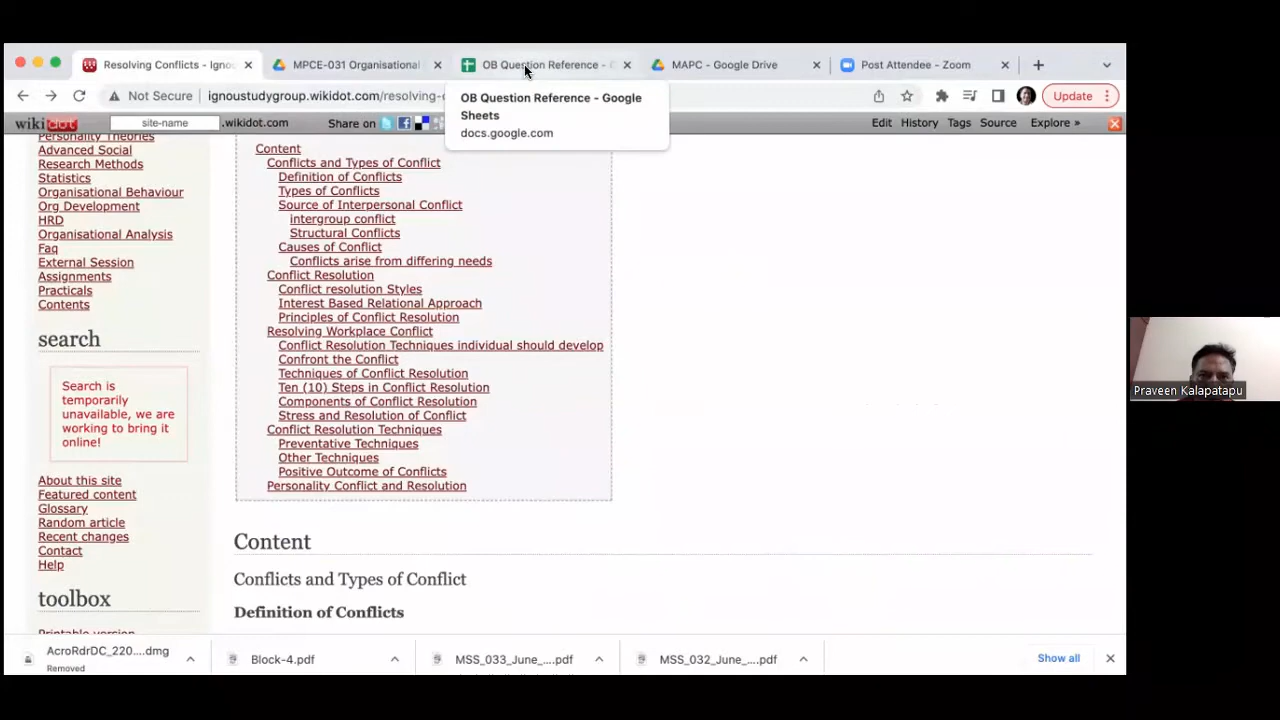 Resolving Conflicts - Igno
MPCE-031 Organisational
OB Question Reference -
MAPC - Google Drive
Post Attendee - Zoom
Not Secure
ignoustudygroup.wikidot.com/resolving-c
Update
OB Question Reference - Google
Sheets
docs.google.com
wikidot
site-name
.wikidot.com
Share on
Edit
History
Tags
Source
Explore »
Personality Theories
Advanced Social
Research Methods
Statistics
Organisational Behaviour
Org Development
HRD
Organisational Analysis
Faq
External Session
Assignments
Practicals
Contents
search
Search is
temporarily
unavailable, we are
working to bring it
online!
About this site
Featured content
Glossary
Random article
Recent changes
Contact
Help
toolbox
Printable version
Content
Conflicts and Types of Conflict
Definition of Conflicts
Types of Conflicts
Source of Interpersonal Conflict
intergroup conflict
Structural Conflicts
Causes of Conflict
Conflicts arise from differing needs
Conflict Resolution
Conflict resolution Styles
Interest Based Relational Approach
Principles of Conflict Resolution
Resolving Workplace Conflict
Conflict Resolution Techniques individual should develop
Confront the Conflict
Techniques of Conflict Resolution
Ten (10) Steps in Conflict Resolution
Components of Conflict Resolution
Stress and Resolution of Conflict
Conflict Resolution Techniques
Preventative Techniques
Other Techniques
Positive Outcome of Conflicts
Personality Conflict and Resolution
Content
Conflicts and Types of Conflict
Definition of Conflicts
Praveen Kalapatapu
AcroRdrDC_220....dmg
Removed
Block-4.pdf
MSS_033_June_....pdf
MSS_032_June_....pdf
Show all